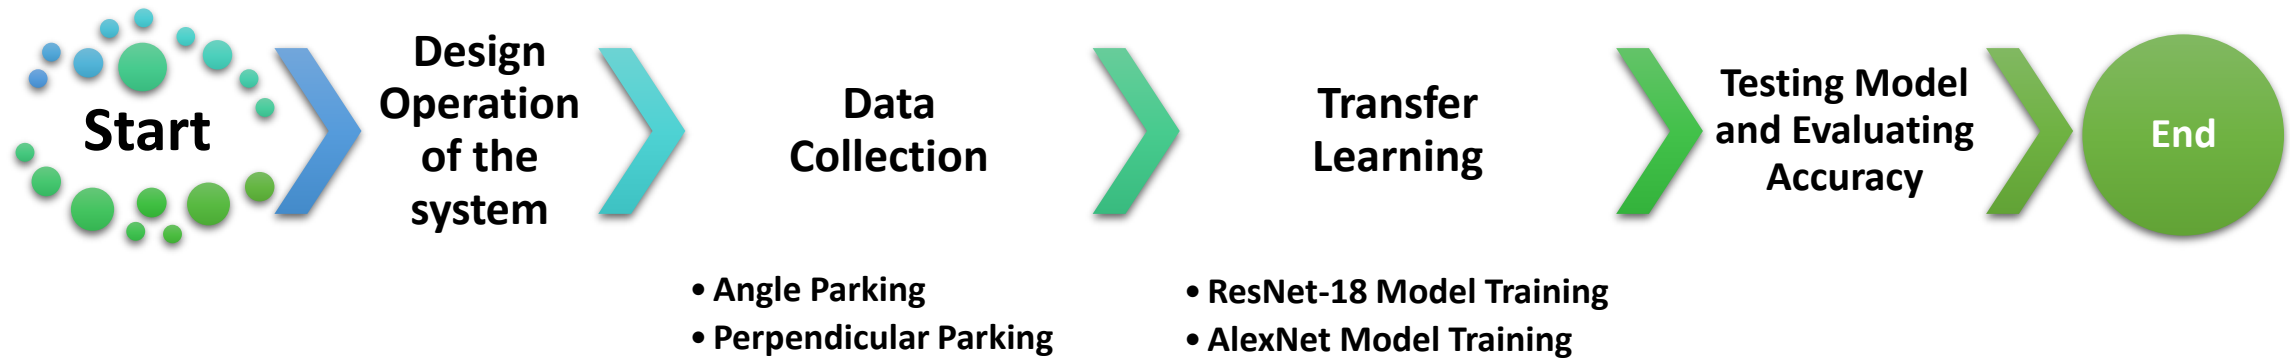 Start
Design
Operation
of the
system
Data
Collection
• Angle Parking
• Perpendicular Parking
Transfer
Learning
• ResNet-18 Model Training
• AlexNet Model Training
Testing Model
and Evaluating
Accuracy
End